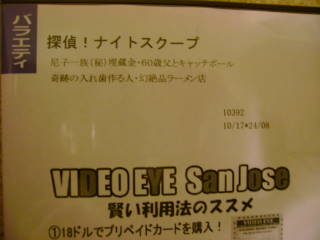 バラエティ
探偵!ナイトスクープ
尼子一族(秘)埋蔵金・60歳父とキャッチボール
奇跡の入れ歯作る人・幻絶品ラーメン店
10392
10/17*24/08
VIDEO EYE San Jose
賢い利用法のススメ
①18ドルでプリペイドカードを購入!
VIDEO EYE